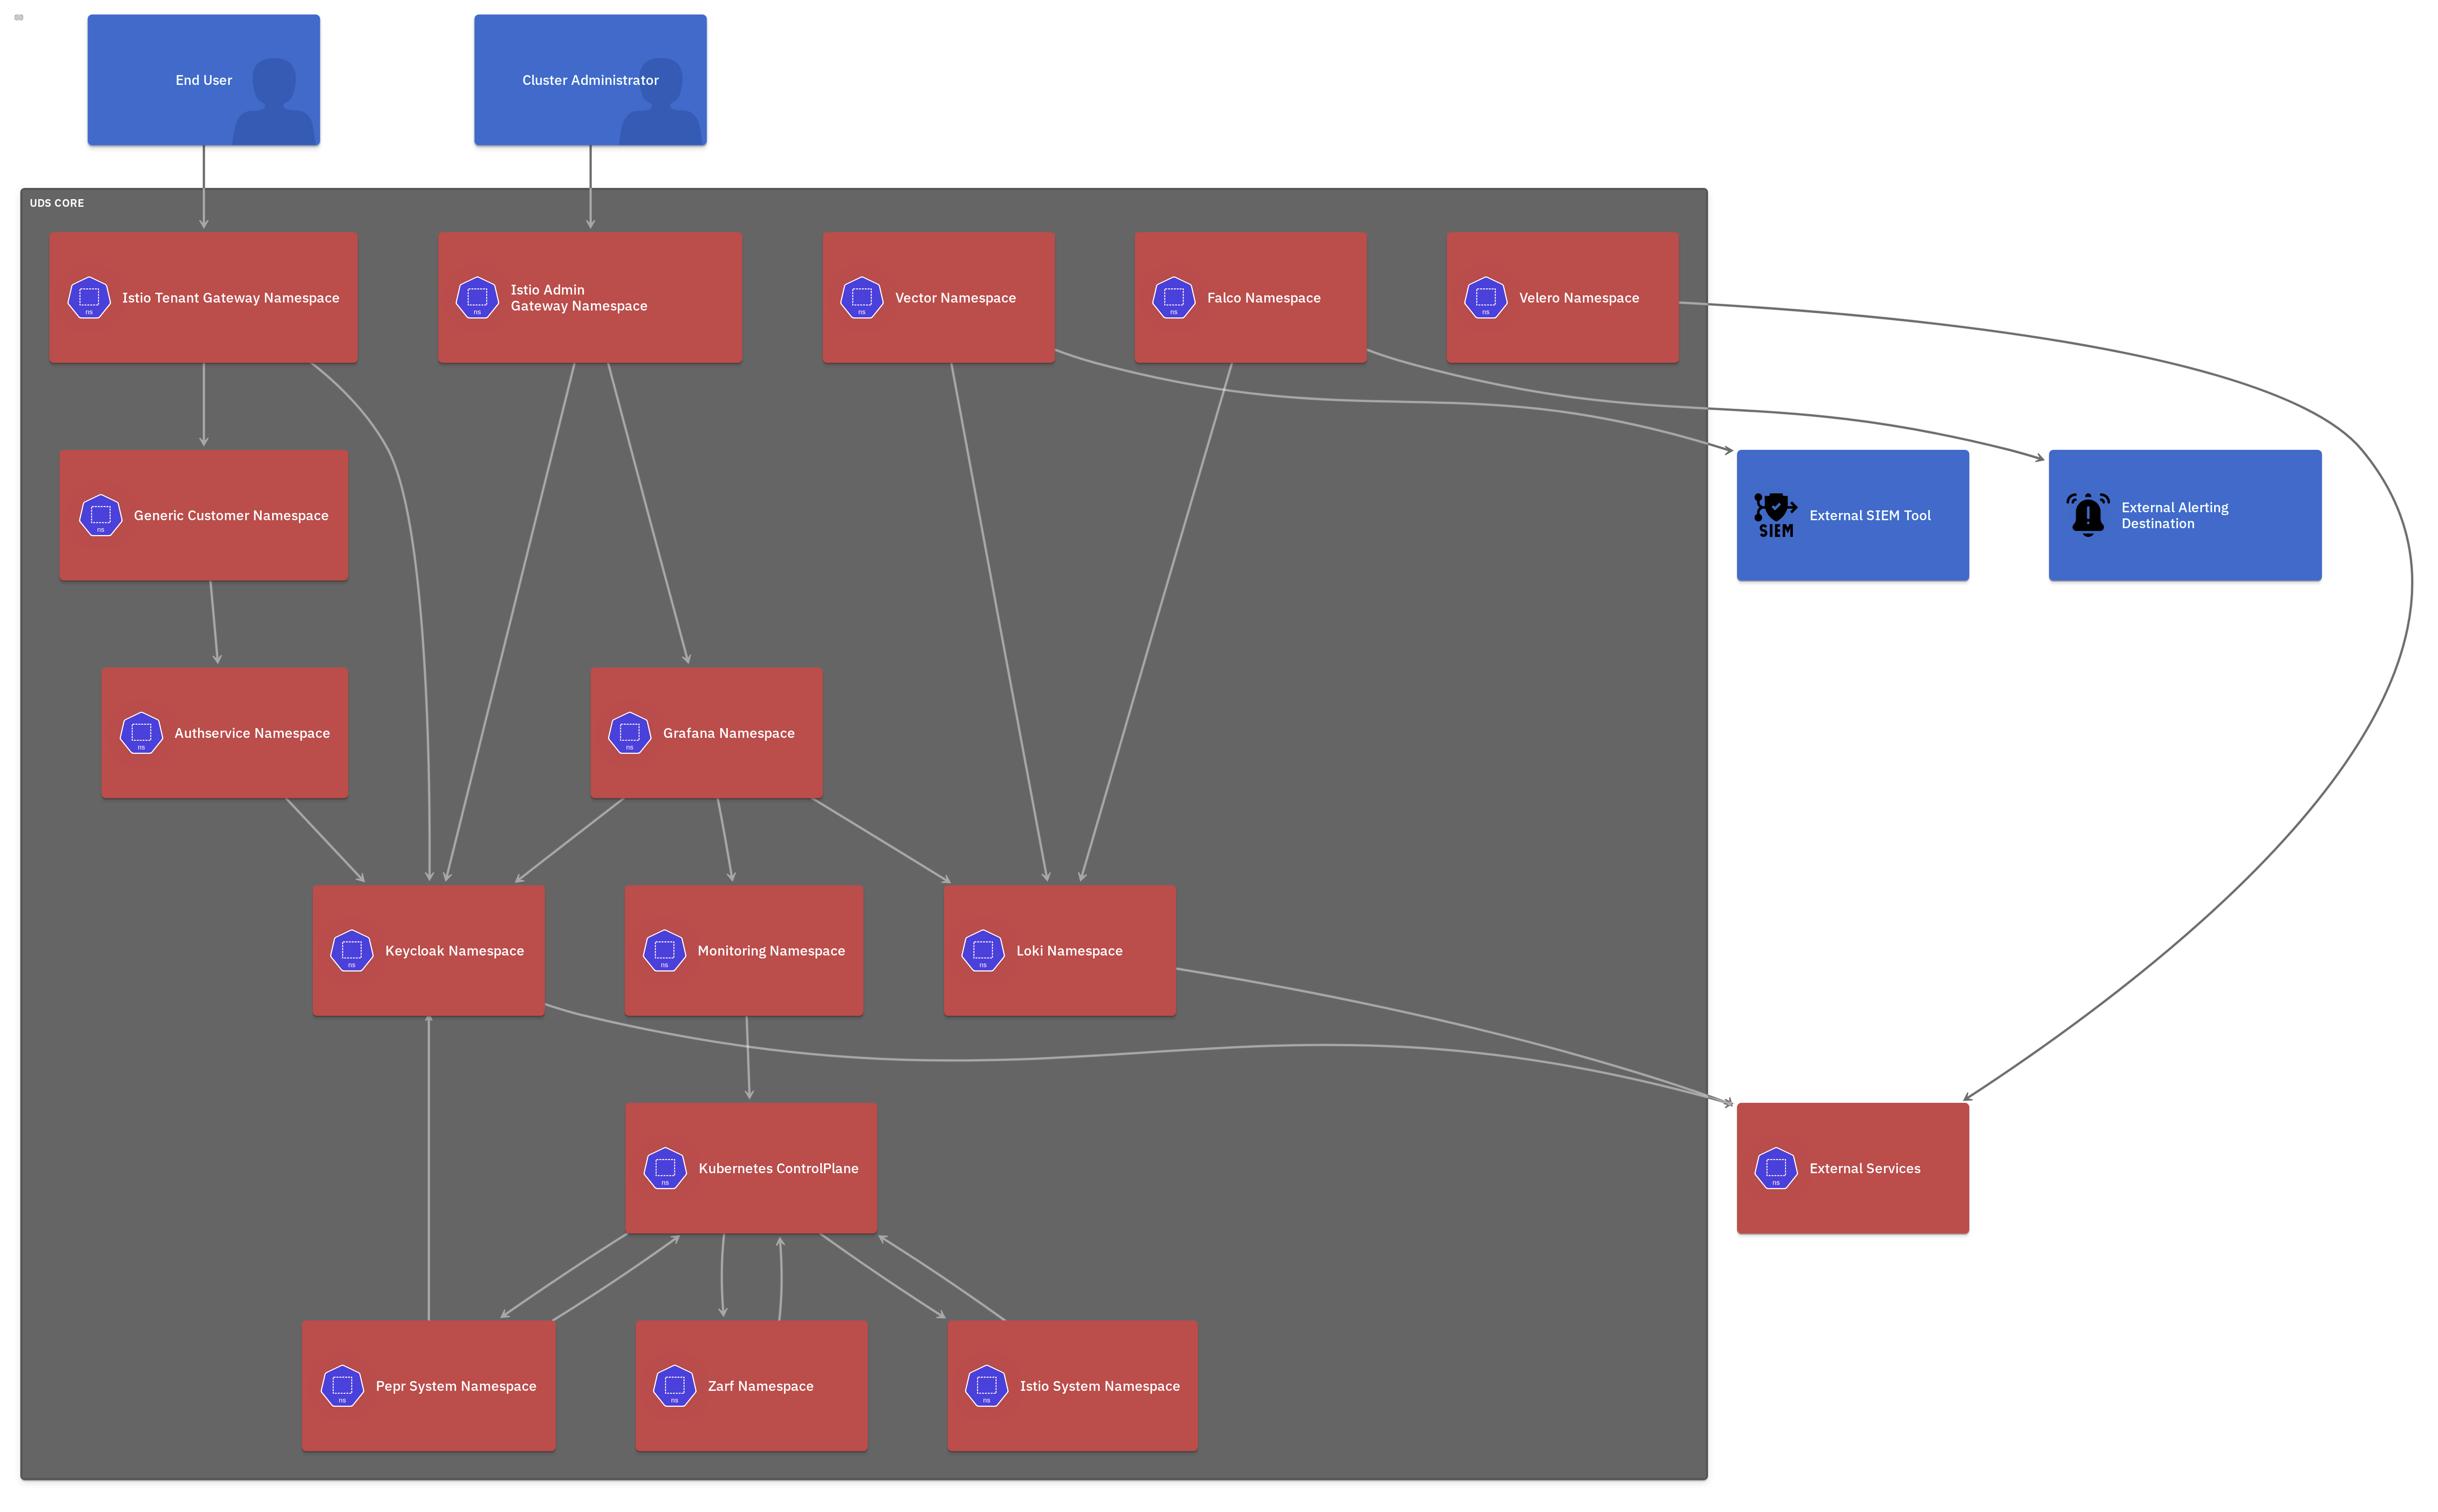 End User
Cluster Administrator
UDS CORE
ns
Istio Tenant Gateway Namespace
ns
Istio Admin
Gateway Namespace
ns
Vector Namespace
ns
Falco Namespace
ns
Velero Namespace
ns
Generic Customer Namespace
SIEM
External SIEM Tool
External Alerting
Destination
ns
Authservice Namespace
ns
Grafana Namespace
ns
Keycloak Namespace
ns
Monitoring Namespace
ns
Loki Namespace
ns
Kubernetes ControlPlane
ns
External Services
ns
Pepr System Namespace
ns
Zarf Namespace
ns
Istio System Namespace